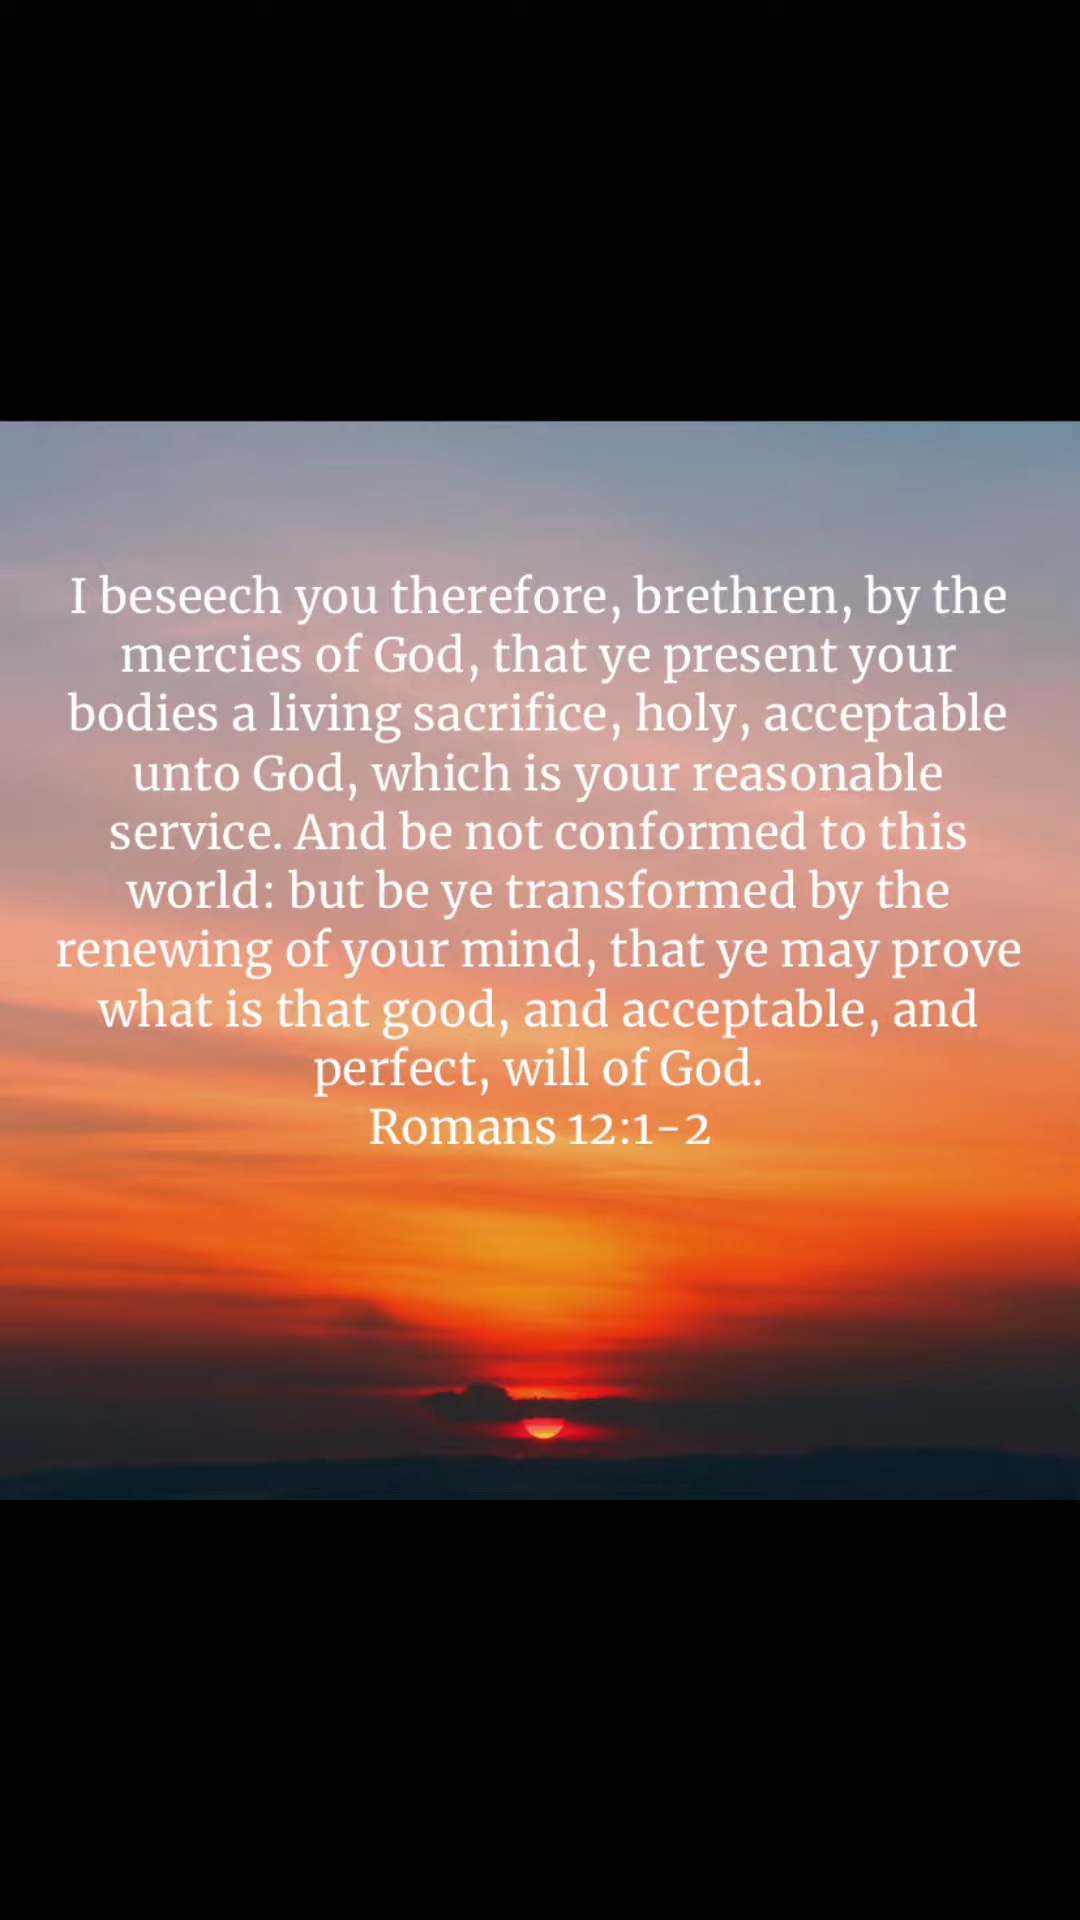 I beseech you therefore, brethren, by the
mercies of God, that ye present your
bodies a living sacrifice, holy, acceptable
unto God, which is your reasonable
service. And be not conformed to this
world: but be ye transformed by the
renewing of your mind, that ye may prove
what is that good, and acceptable, and
perfect, will of God.
Romans 12:1-2